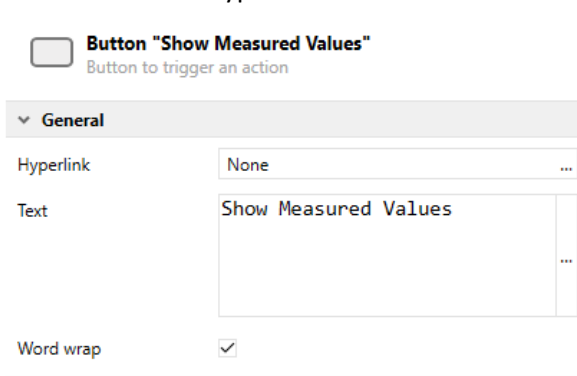 Button "Show Measured Values"
Button to trigger an action
General
Hyperlink None ...
Text Show Measured Values ...
Word wrap